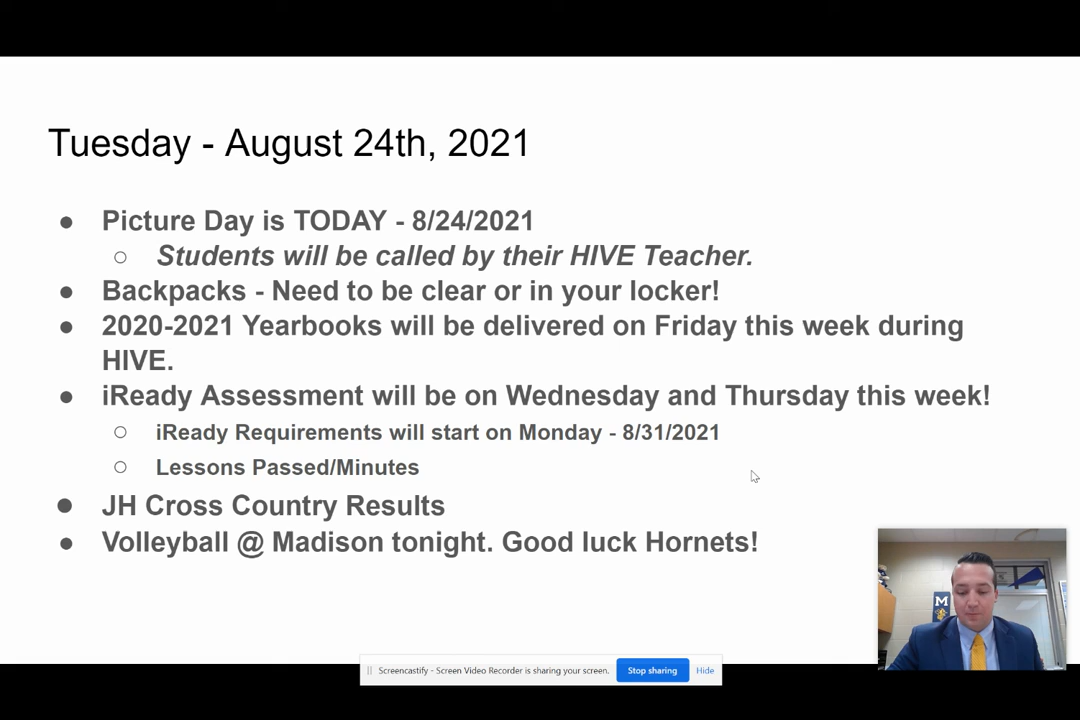 Tuesday - August 24th, 2021
● Picture Day is TODAY - 8/24/2021
○ Students will be called by their HIVE Teacher.
● Backpacks - Need to be clear or in your locker!
● 2020-2021 Yearbooks will be delivered on Friday this week during
HIVE.
● iReady Assessment will be on Wednesday and Thursday this week!
○ iReady Requirements will start on Monday - 8/31/2021
○ Lessons Passed/Minutes
● JH Cross Country Results
● Volleyball @ Madison tonight. Good luck Hornets!
M
Screencastify - Screen Video Recorder is sharing your screen. Stop sharing Hide